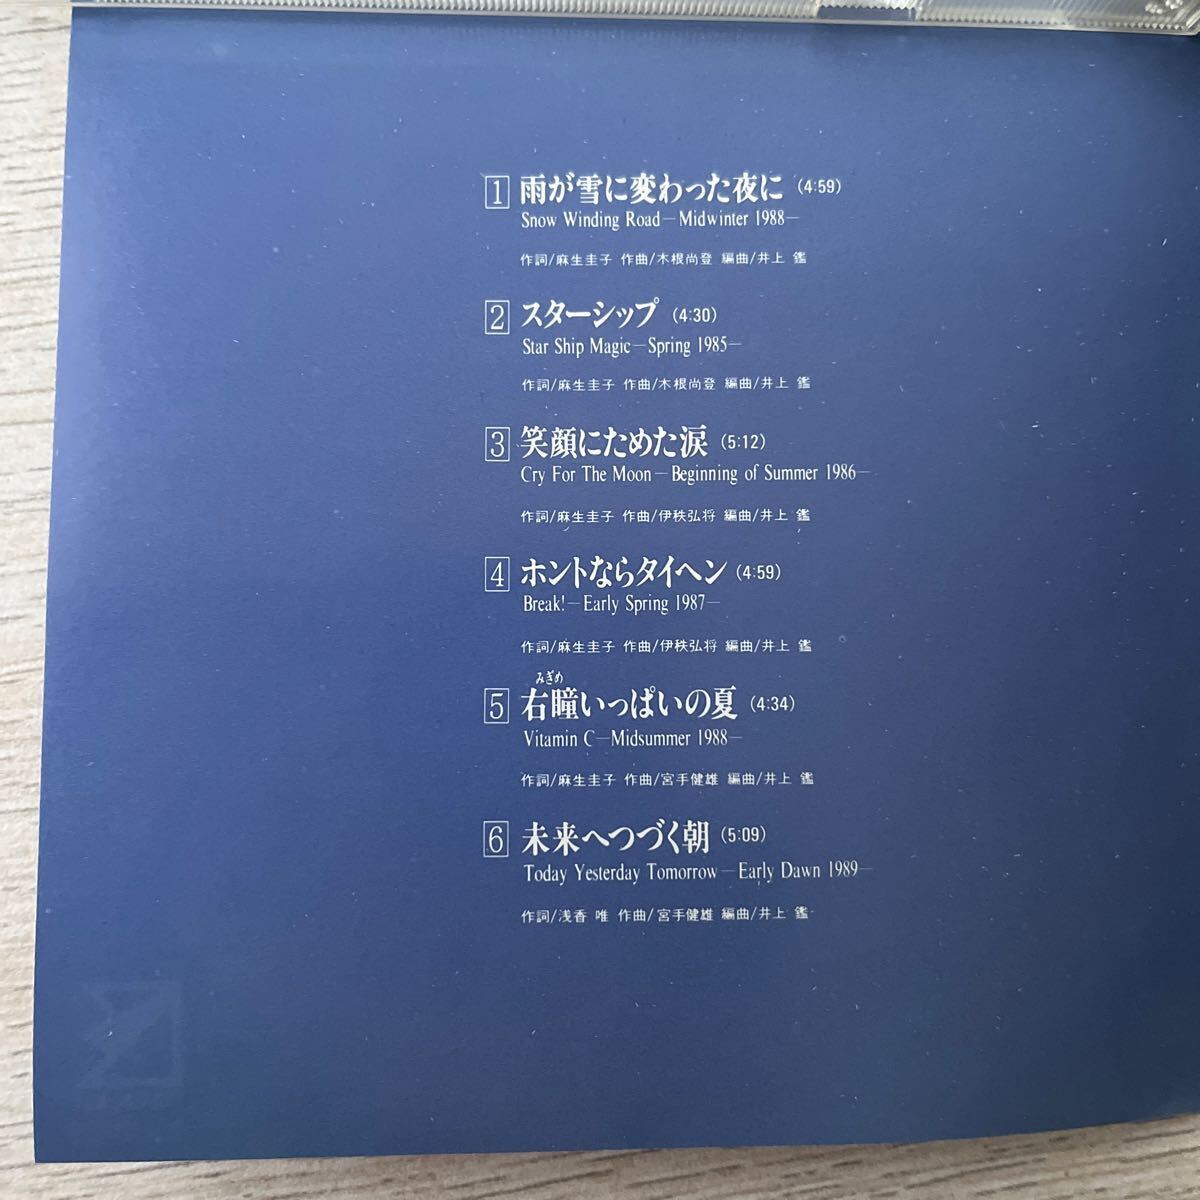 1 雨が雪に変わった夜に (4:59)
Snow Winding Road—Midwinter 1988—
作詞/麻生圭子 作曲/木根尚登 編曲/井上 鑑
2 スターシップ (4:30)
Star Ship Magic—Spring 1985—
作詞/麻生圭子 作曲/木根尚登 編曲/井上 鑑
3 笑顔にためた涙 (5:12)
Cry For The Moon—Beginning of Summer 1986—
作詞/麻生圭子 作曲/伊秩弘将 編曲/井上 鑑
4 ホントならタイヘン (4:59)
Break!—Early Spring 1987—
作詞/麻生圭子 作曲/伊秩弘将 編曲/井上 鑑
みぎめ
5 右瞳いっぱいの夏 (4:34)
Vitamin C—Midsummer 1988—
作詞/麻生圭子 作曲/宮手健雄 編曲/井上 鑑
6 未来へつづく朝 (5:09)
Today Yesterday Tomorrow—Early Dawn 1989—
作詞/浅香 唯 作曲/宮手健雄 編曲/井上 鑑